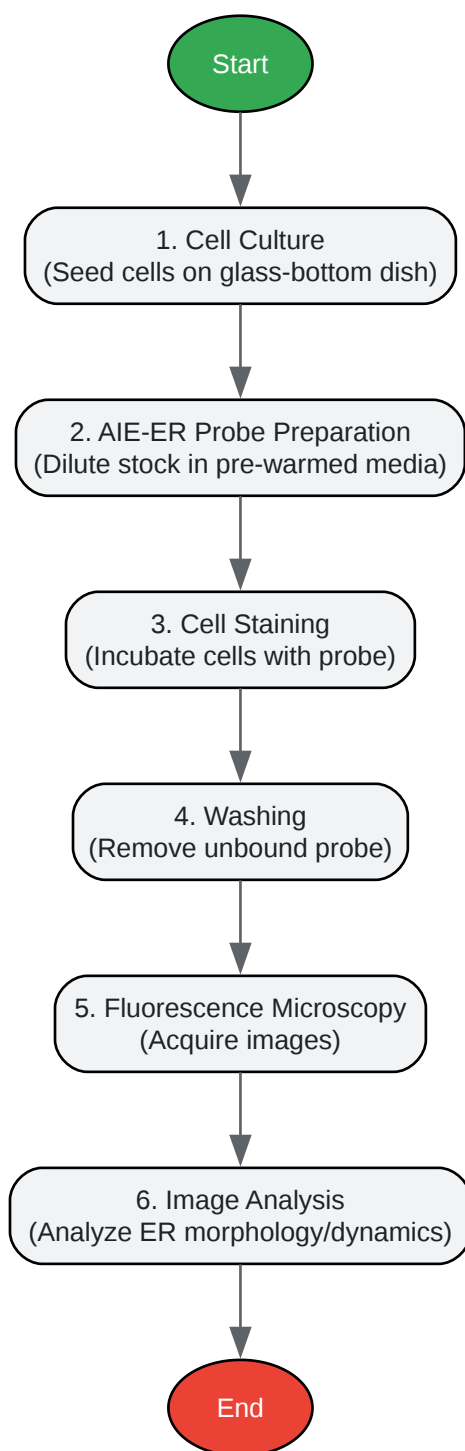 Start
1. Cell Culture
(Seed cells on glass-bottom dish)
2. AIE-ER Probe Preparation
(Dilute stock in pre-warmed media)
3. Cell Staining
(Incubate cells with probe)
4. Washing
(Remove unbound probe)
5. Fluorescence Microscopy
(Acquire images)
6. Image Analysis
(Analyze ER morphology/dynamics)
End